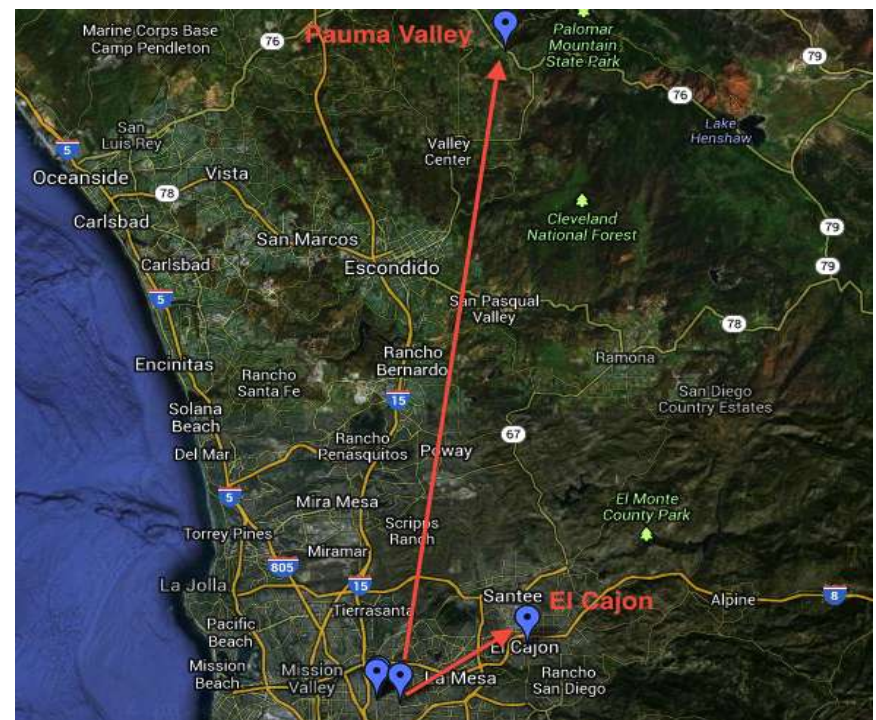 Marine Corps Base
Camp Pendleton
76
Pauma Valley
Palomar
Mountain
State Park
79
76
Lake
Henshaw
San
Luis Rey
5
Valley
Center
Oceanside
Vista
78
Carlsbad
Cleveland
National Forest
79
San Marcos
Carlsbad
Escondido
79
5
San Pasqual
Valley
78
Encinitas
Rancho
Bernardo
Ramona
Rancho
Santa Fe
15
San Diego
Country Estates
Solana
Beach
67
Del Mar
Rancho
Penasquitos
Poway
5
Mira Mesa
El Monte
County Park
Torrey Pines
Scripps
Ranch
Miramar
805
La Jolla
15
Tierrasanta
Santee
El Cajon
Alpine
8
Pacific
Beach
El Cajon
Mission
Beach
Mission
Valley
La Mesa
Rancho
San Diego